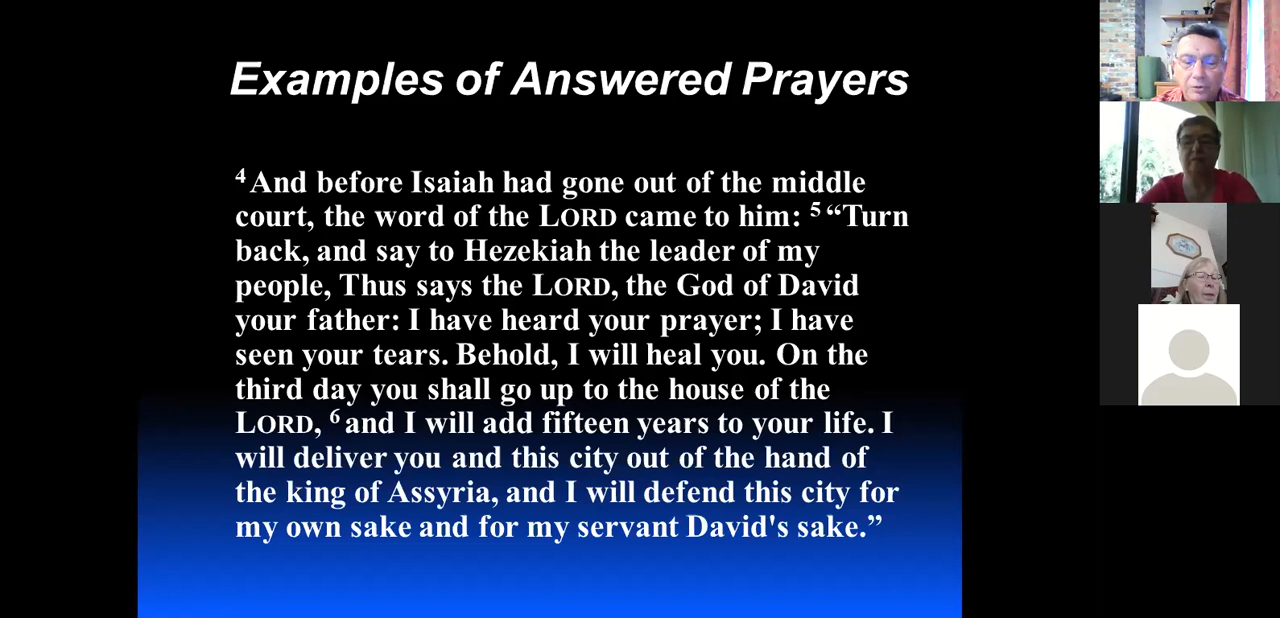 Examples of Answered Prayers
4 And before Isaiah had gone out of the middle
court, the word of the LORD came to him: 5 “Turn
back, and say to Hezekiah the leader of my
people, Thus says the LORD, the God of David
your father: I have heard your prayer; I have
seen your tears. Behold, I will heal you. On the
third day you shall go up to the house of the
LORD, 6 and I will add fifteen years to your life. I
will deliver you and this city out of the hand of
the king of Assyria, and I will defend this city for
my own sake and for my servant David's sake.”